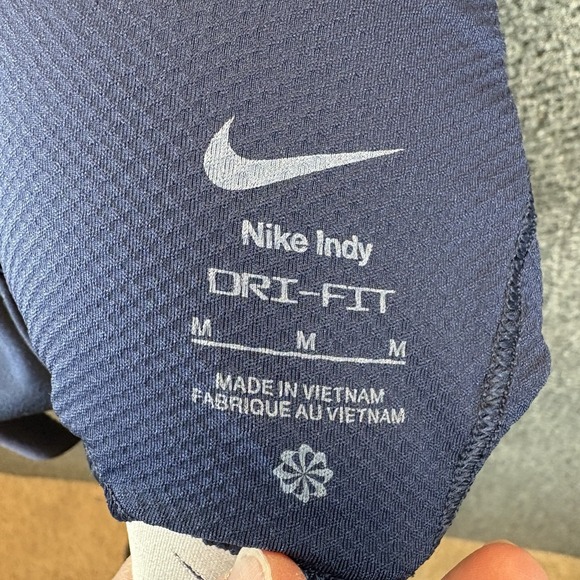 Nike Indy
DRI-FIT
M M M
MADE IN VIETNAM
FABRIQUE AU VIETNAM